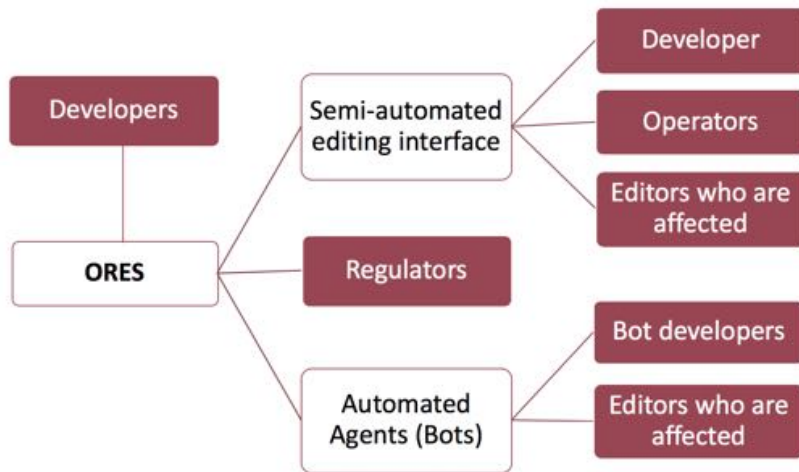 Developers
ORES
Semi-automated
editing interface
Regulators
Automated
Agents (Bots)
Developer
Operators
Editors who are
affected
Bot developers
Editors who are
affected